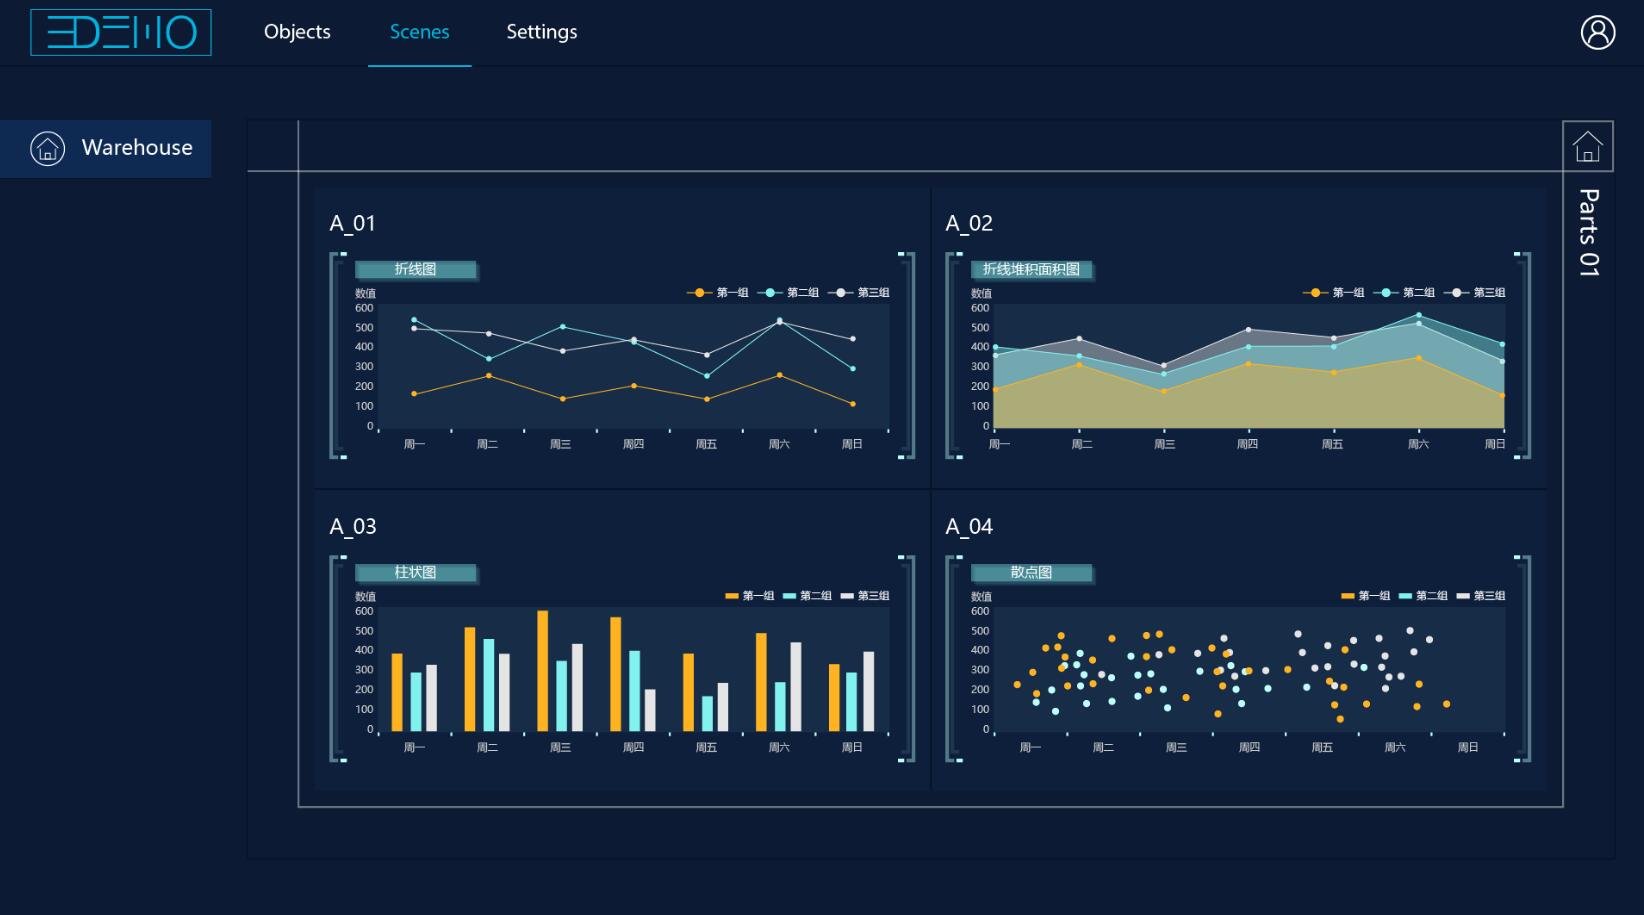 EDEMO
Objects
Scenes
Settings
Warehouse
Parts 01
A_01
折线图
数值
第一组 第二组 第三组
600
500
400
300
200
100
0
周一 周二 周三 周四 周五 周六 周日
A_02
折线堆积面积图
数值
第一组 第二组 第三组
600
500
400
300
200
100
0
周一 周二 周三 周四 周五 周六 周日
A_03
柱状图
数值
第一组 第二组 第三组
600
500
400
300
200
100
0
周一 周二 周三 周四 周五 周六 周日
A_04
散点图
数值
第一组 第二组 第三组
600
500
400
300
200
100
0
周一 周二 周三 周四 周五 周六 周日